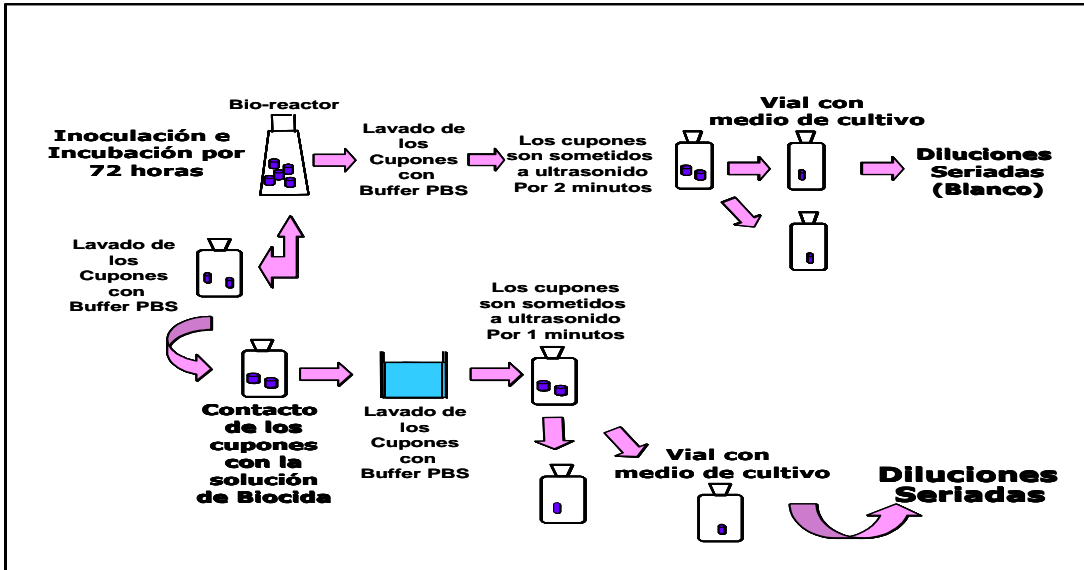 Bio-reactor
Inoculación e
Incubación por
72 horas
Lavado de
los
Cupones
con
Buffer PBS
Los cupones
son sometidos
a ultrasonido
Por 2 minutos
Vial con
medio de cultivo
Diluciones
Seriadas
(Blanco)
Lavado de
los
Cupones
con
Buffer PBS
Contacto
de los
cupones
con la
solución
de Biocida
Lavado de
los
Cupones
con
Buffer PBS
Los cupones
son sometidos
a ultrasonido
Por 1 minutos
Vial con
medio de cultivo
Diluciones
Seriadas